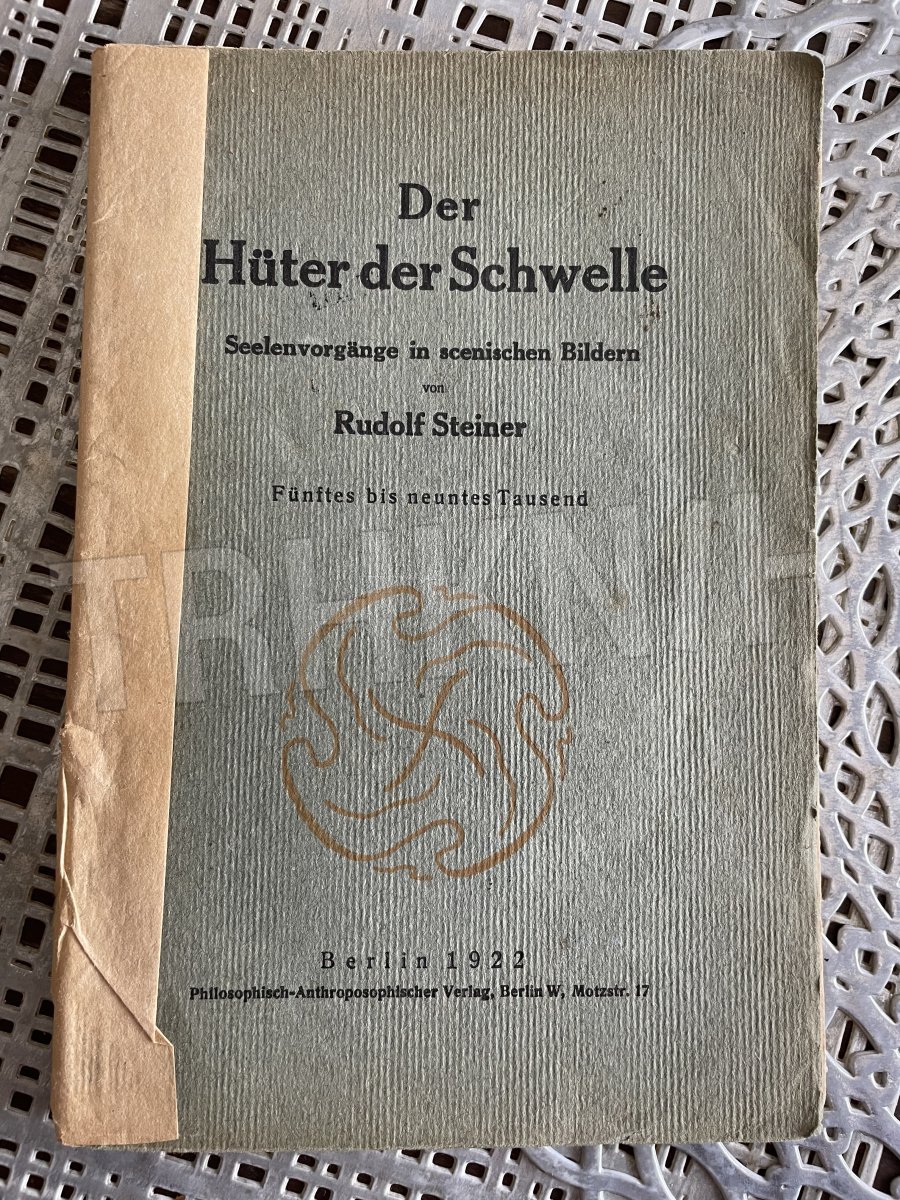 Der
Hüter der Schwelle
Seelenvorgänge in scenischen Bildern
von
Rudolf Steiner
Fünftes bis neuntes Tausend
Berlin 1922
Philosophisch-Anthroposophischer Verlag, Berlin W, Motzstr. 17